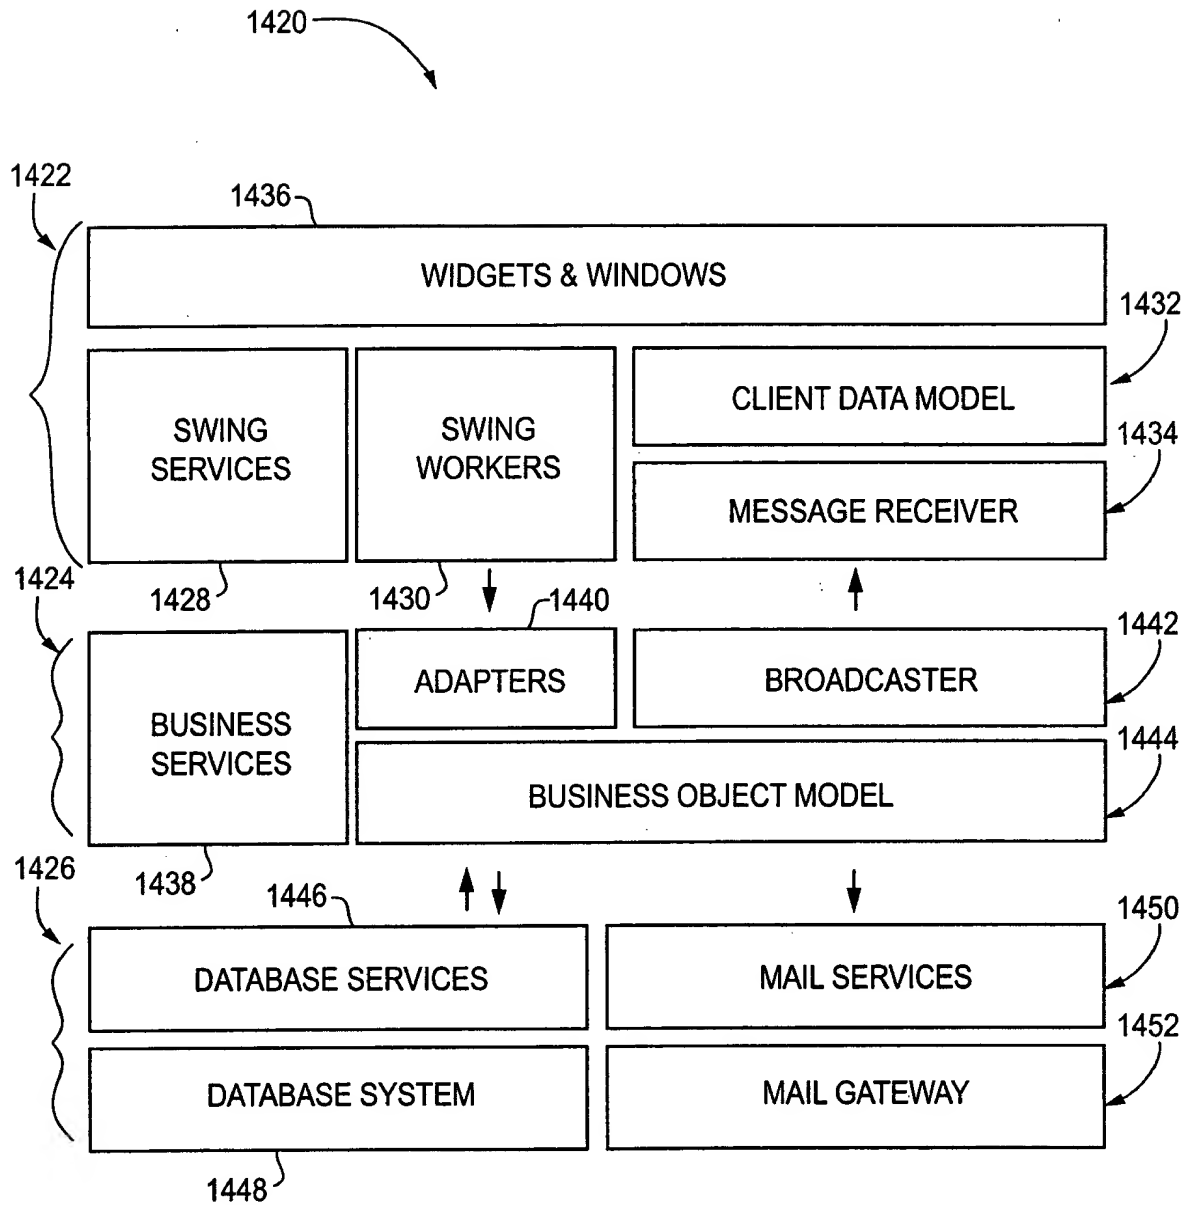 1420
1422
1436
WIDGETS & WINDOWS
1432
SWING
SERVICES
SWING
WORKERS
CLIENT DATA MODEL
1434
MESSAGE RECEIVER
1424
1428
1430
1440
1442
BUSINESS
SERVICES
ADAPTERS
BROADCASTER
1444
BUSINESS OBJECT MODEL
1426
1438
1446
1450
DATABASE SERVICES
MAIL SERVICES
1452
DATABASE SYSTEM
MAIL GATEWAY
1448